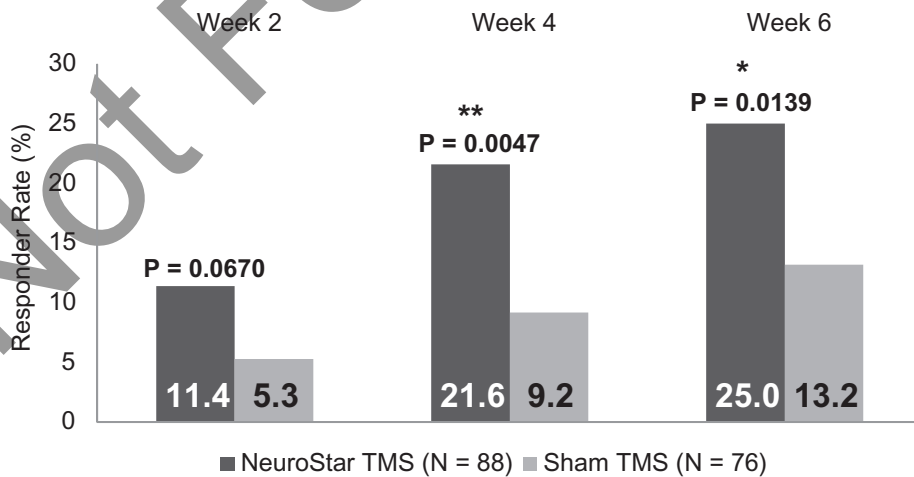 Week 2 Week 4 Week 6
30
25
20
15
10
5
0
Responder Rate (%)
P = 0.0670
**
P = 0.0047
*
P = 0.0139
11.4 5.3 21.6 9.2 25.0 13.2
NeuroStar TMS (N = 88) Sham TMS (N = 76)
Not